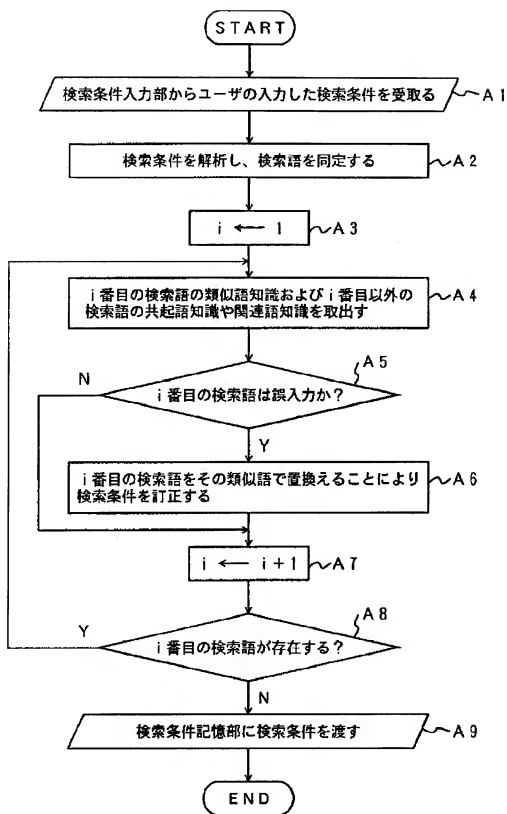 START
検索条件入力部からユーザの入力した検索条件を受取る
A1
検索条件を解析し、検索語を同定する
A2
i ← 1
A3
i番目の検索語の類似語知識およびi番目以外の
検索語の共起語知識や関連語知識を取出す
A4
A5
N
i番目の検索語は誤入力か?
Y
i番目の検索語をその類似語で置換えることにより
検索条件を訂正する
A6
i ← i+1
A7
A8
Y
i番目の検索語が存在する?
N
検索条件記憶部に検索条件を渡す
A9
END